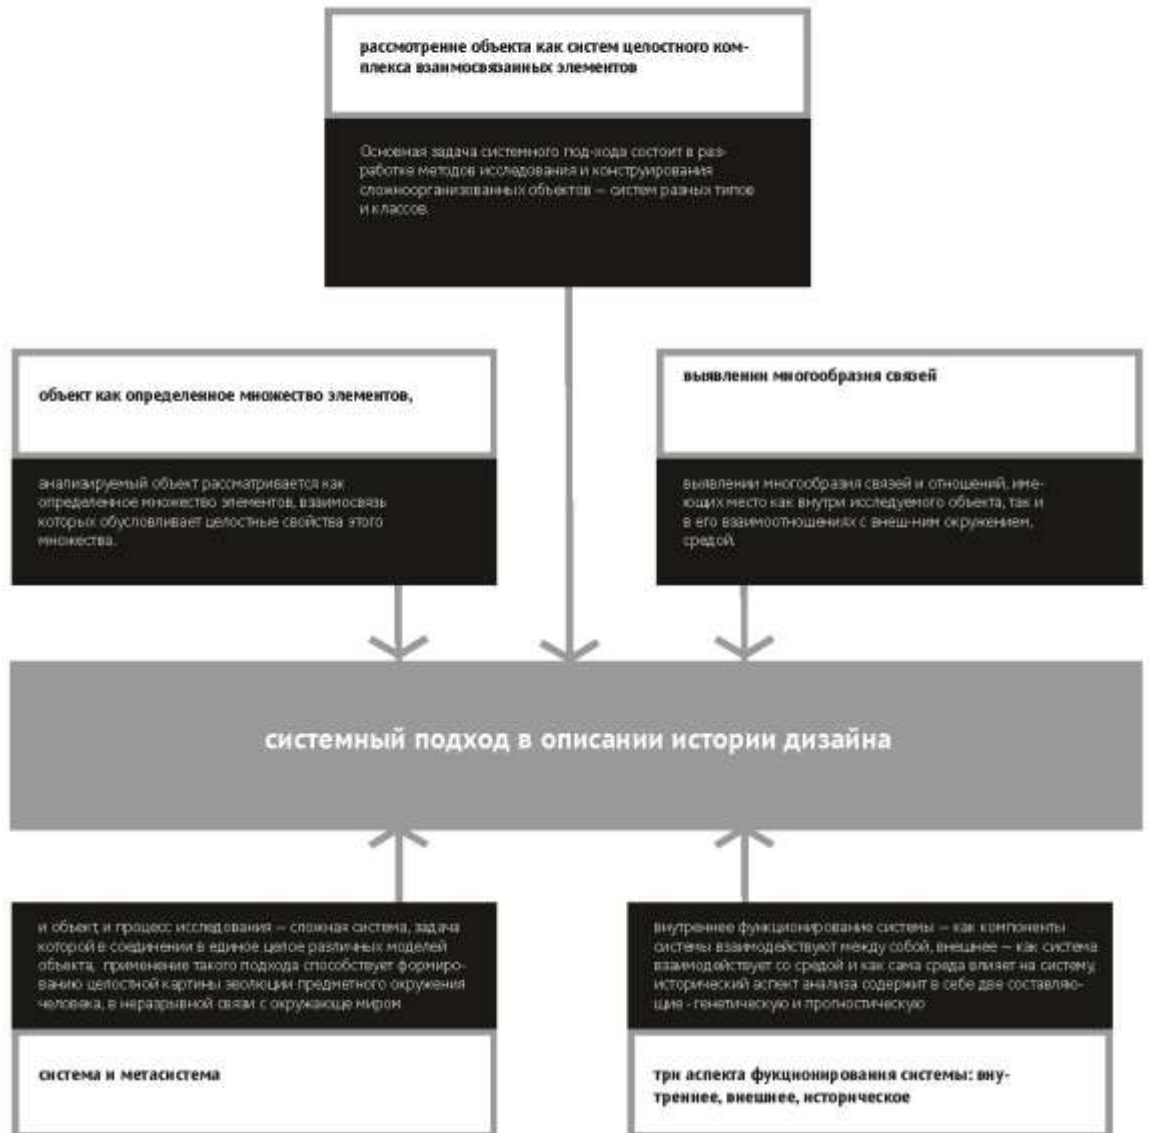 рассмотрение объекта как систем целостного ком-
плекса взаимосвязанных элементов
Основная задача системного под-хода состоит в раз-
работке методов исследования и конструирования
сложноорганизованных объектов — систем разных типов
и классов.
объект как определенное множество элементов,
анализируемый объект рассматривается как
определенное множество элементов, взаимосвязь
которых обусловливает целостные свойства этого
множества.
выявлении многообразия связей
выявлении многообразия связей и отношений, име-
ющих место как внутри исследуемого объекта, так и
в его взаимоотношениях с внеш-ним окружением,
средой.
системный подход в описании истории дизайна
и объект, и процесс исследования — сложная система, задача
которой в соединении в единое целое различных моделей
объекта, применение такого подхода способствует формиро-
ванию целостной картины эволюции предметного окружения
человека, в неразрывной связи с окружающе миром
система и метасистема
внутреннее функционирование системы — как компоненты
системы взаимодействуют между собой, внешнее — как система
взаимодействует со средой и как сама среда влияет на систему,
исторический аспект анализа содержит в себе две составляю-
щие - генетическую и прогностическую
три аспекта фукционирования системы: вну-
треннее, внешнее, историческое